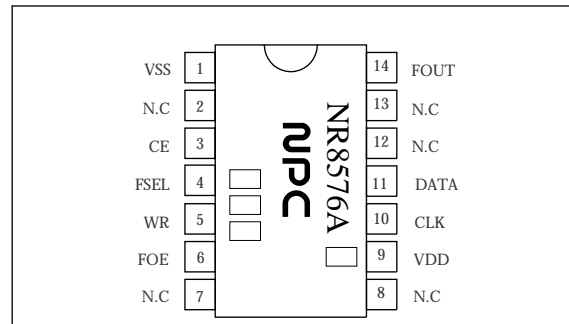 VSS 1
N.C 2
CE 3
FSEL 4
WR 5
FOE 6
N.C 7
NPC
NR8576A
14 FOUT
13 N.C
12 N.C
11 DATA
10 CLK
9 VDD
8 N.C